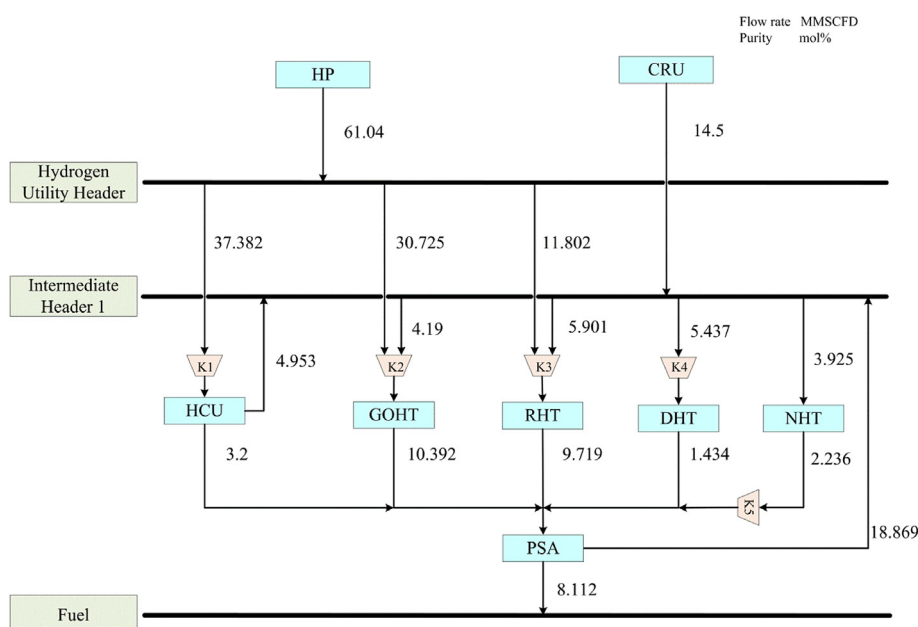 Flow rate MMSCFD
Purity mol%
HP
CRU
61.04
14.5
Hydrogen
Utility Header
37.382
30.725
11.802
Intermediate
Header 1
4.19
5.901
5.437
K1
4.953
K2
K3
K4
3.925
HCU
GOHT
RHT
DHT
NHT
3.2
10.392
9.719
1.434
2.236
K5
18.869
PSA
8.112
Fuel